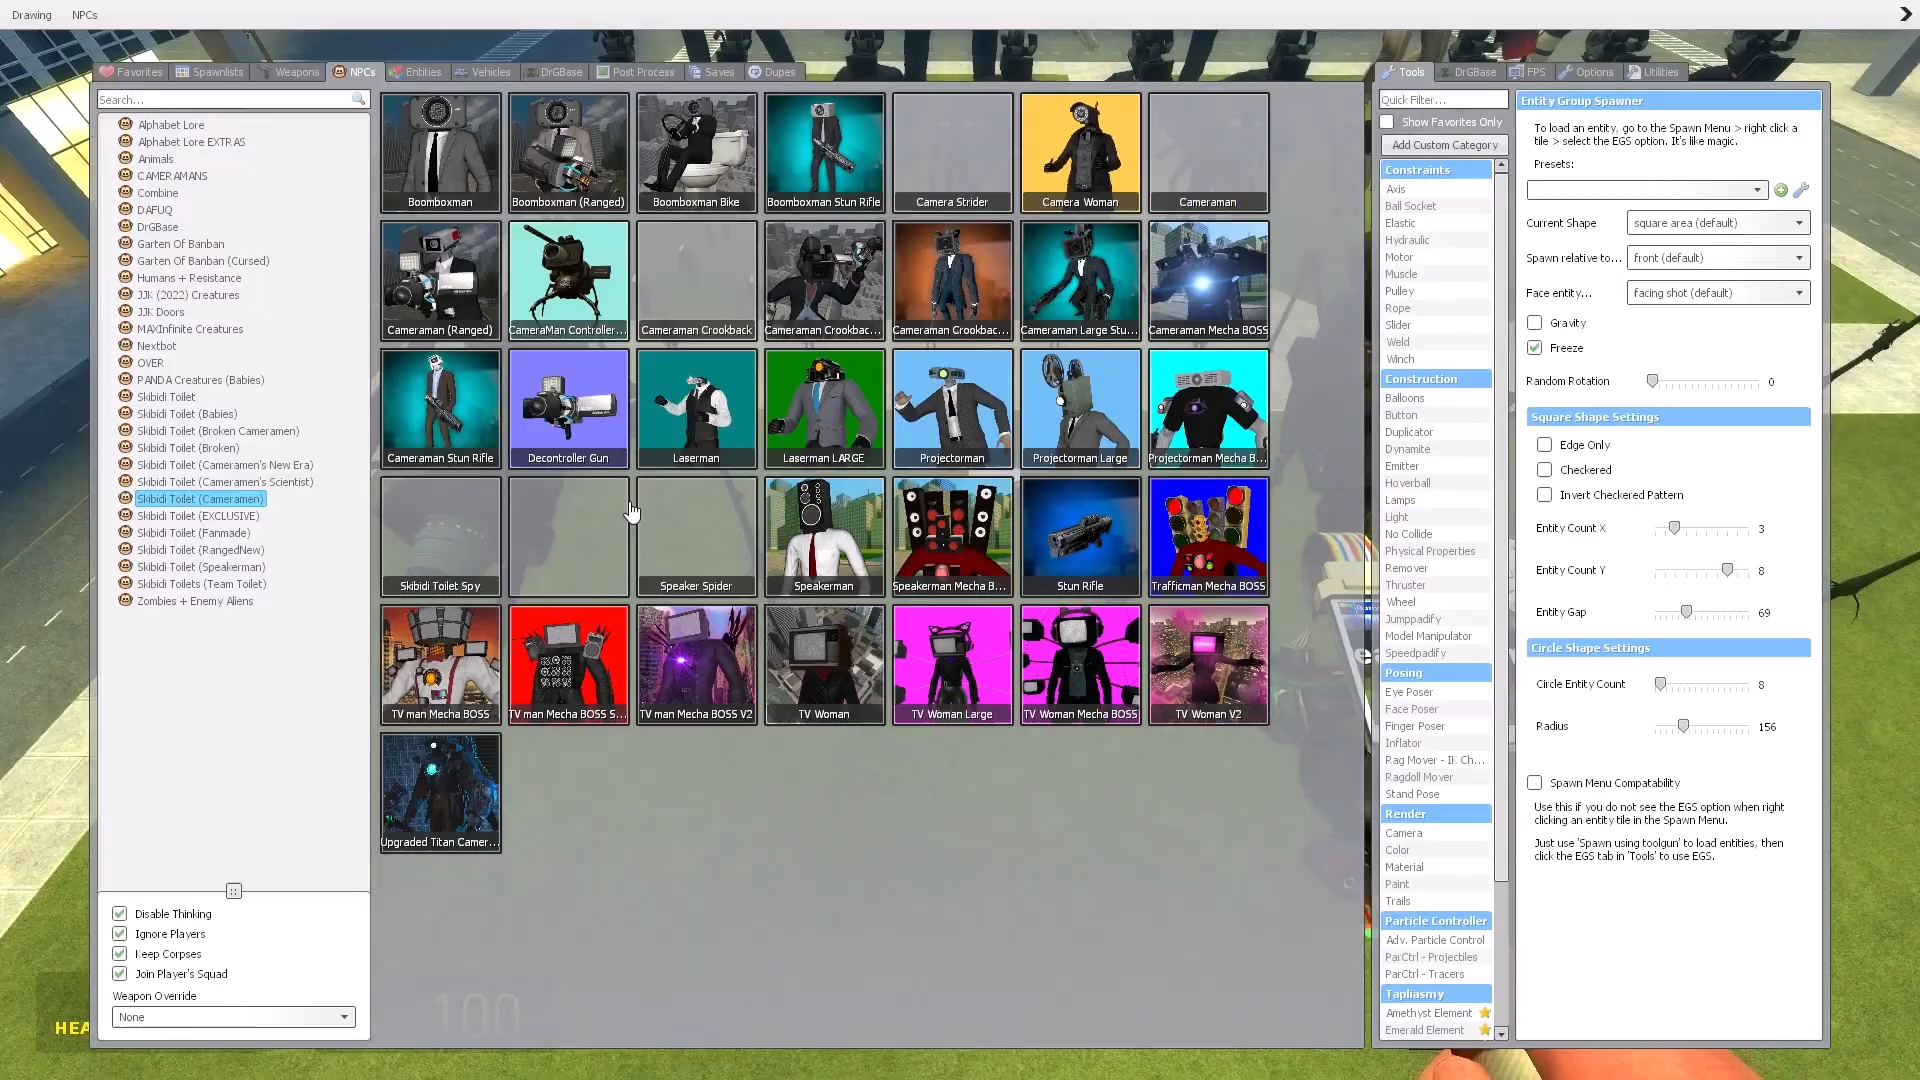 Drawing NPCs
Favorites Spawnlists Weapons NPCs Entities Vehicles DrGBase Post Process Saves Dupes
Search...
Alphabet Lore
Alphabet Lore EXTRAS
Animals
CAMERAMANS
Combine
DAFUQ
DrGBase
Garten Of Banban
Garten Of Banban (Cursed)
Humans + Resistance
JJK (2022) Creatures
JJK Doors
MAXInfinite Creatures
Nextbot
OVER
PANDA Creatures (Babies)
Skibidi Toilet
Skibidi Toilet (Babies)
Skibidi Toilet (Broken Cameramen)
Skibidi Toilet (Broken)
Skibidi Toilet (Cameramen's New Era)
Skibidi Toilet (Cameramen's Scientist)
Skibidi Toilet (Cameramen)
Skibidi Toilet (EXCLUSIVE)
Skibidi Toilet (Fanmade)
Skibidi Toilet (RangedNew)
Skibidi Toilet (Speakerman)
Skibidi Toilets (Team Toilet)
Zombies + Enemy Aliens
Disable Thinking
Ignore Players
Keep Corpses
Join Player's Squad
Weapon Override
None
Boomboxman Boomboxman (Ranged) Boomboxman Bike Boomboxman Stun Rifle Camera Strider Camera Woman Cameraman
Cameraman (Ranged) CameraMan Controller... Cameraman Crookback Cameraman Crookbac... Cameraman Crookbac... Cameraman Large Stu... Cameraman Mecha BOSS
Cameraman Stun Rifle Decontroller Gun Laserman Laserman LARGE Projectorman Projectorman Large Projectorman Mecha B...
Skibidi Toilet Spy Speaker Spider Speakerman Speakerman Mecha B... Stun Rifle Trafficman Mecha BOSS
TV man Mecha BOSS TV man Mecha BOSS S... TV man Mecha BOSS V2 TV Woman TV Woman Large TV Woman Mecha BOSS TV Woman V2
Upgraded Titan Camer...
100
HEA
Tools DrGBase FPS Options Utilities
Quick Filter...
Show Favorites Only
Add Custom Category
Constraints
Axis
Ball Socket
Elastic
Hydraulic
Motor
Muscle
Pulley
Rope
Slider
Weld
Winch
Construction
Balloons
Button
Duplicator
Dynamite
Emitter
Hoverball
Lamps
Light
No Collide
Physical Properties
Remover
Thruster
Wheel
Jumppadify
Model Manipulator
Speedpadify
Posing
Eye Poser
Face Poser
Finger Poser
Inflator
Rag Mover - IK Ch...
Ragdoll Mover
Stand Pose
Render
Camera
Color
Material
Paint
Trails
Particle Controller
Adv. Particle Control
ParCtrl - Projectiles
ParCtrl - Tracers
Tapliasmy
Amethyst Element
Emerald Element
Entity Group Spawner
To load an entity, go to the Spawn Menu > right click a
tile > select the EGS option. It's like magic.
Presets:
Current Shape square area (default)
Spawn relative to... front (default)
Face entity... facing shot (default)
Gravity
Freeze
Random Rotation 0
Square Shape Settings
Edge Only
Checkered
Invert Checkered Pattern
Entity Count X 3
Entity Count Y 8
Entity Gap 69
Circle Shape Settings
Circle Entity Count 8
Radius 156
Spawn Menu Compatability
Use this if you do not see the EGS option when right
clicking an entity tile in the Spawn Menu.
Just use 'Spawn using toolgun' to load entities, then
click the EGS tab in 'Tools' to use EGS.